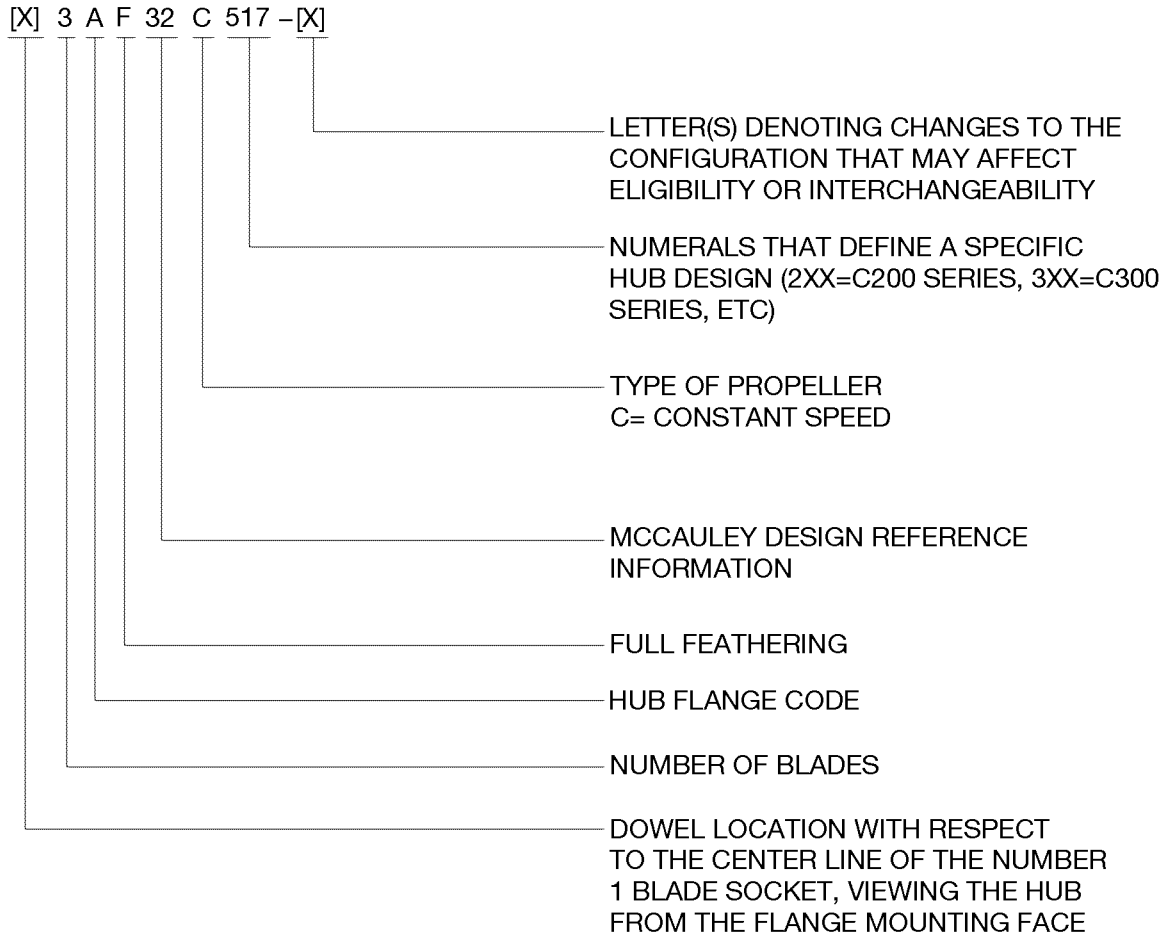 [X] 3 A F 32 C 517 –[X]
LETTER(S) DENOTING CHANGES TO THE
CONFIGURATION THAT MAY AFFECT
ELIGIBILITY OR INTERCHANGEABILITY
NUMERALS THAT DEFINE A SPECIFIC
HUB DESIGN (2XX=C200 SERIES, 3XX=C300
SERIES, ETC)
TYPE OF PROPELLER
C= CONSTANT SPEED
MCCAULEY DESIGN REFERENCE
INFORMATION
FULL FEATHERING
HUB FLANGE CODE
NUMBER OF BLADES
DOWEL LOCATION WITH RESPECT
TO THE CENTER LINE OF THE NUMBER
1 BLADE SOCKET, VIEWING THE HUB
FROM THE FLANGE MOUNTING FACE